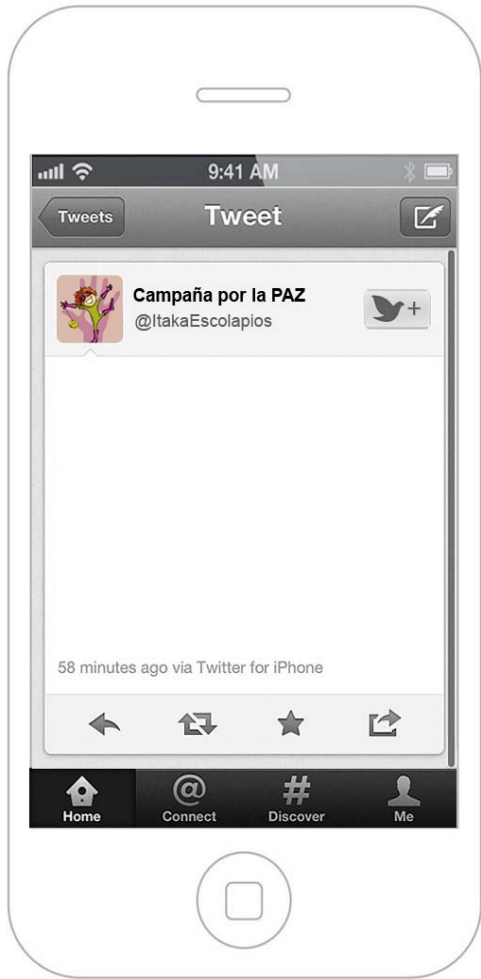 9:41 AM
Tweets
Tweet
Campaña por la PAZ
@ItakaEscolapios
58 minutes ago via Twitter for iPhone
Home
Connect
Discover
Me